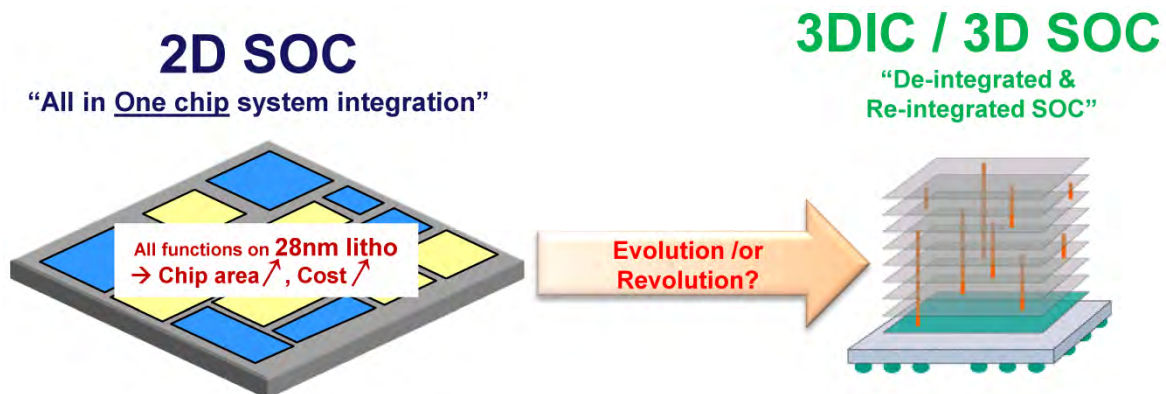 2D SOC
“All in One chip system integration”
All functions on 28nm litho
→ Chip area↗, Cost↗
Evolution /or
Revolution?
3DIC / 3D SOC
“De-integrated &
Re-integrated SOC”